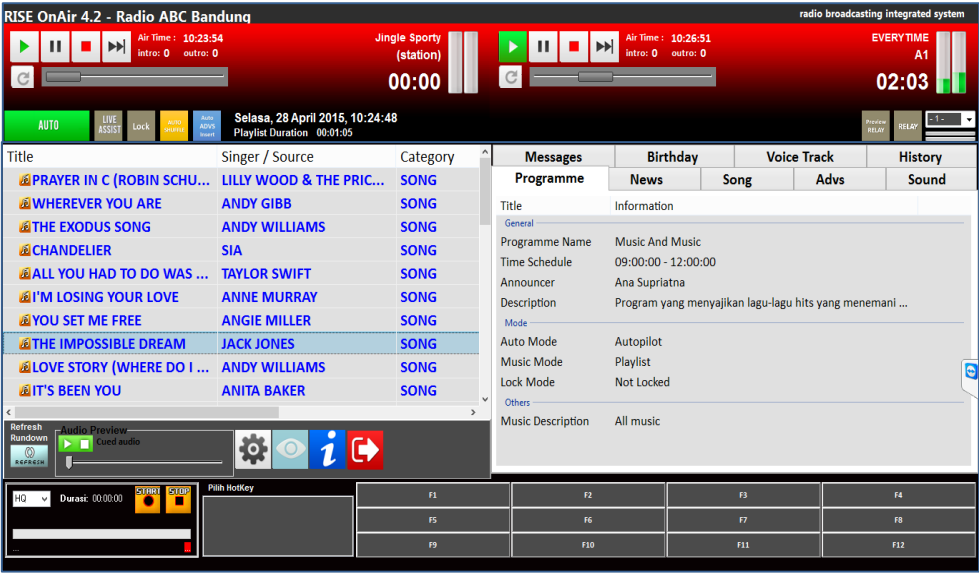 RISE OnAir 4.2 - Radio ABC Bandung
radio broadcasting integrated system
Air Time : 10:23:54
intro: 0 outro: 0
Jingle Sporty
(station)
00:00
Air Time : 10:26:51
intro: 0 outro: 0
EVERYTIME
A1
02:03
AUTO
LIVE ASSIST
Lock
AUTO SHUTFU
Auto ADVS Insert
Selasa, 28 April 2015, 10:24:48
Playlist Duration 00:01:05
Preview RELAY
RELAY
- 1 -
Title Singer / Source Category
PRAYER IN C (ROBIN SCHU... LILLY WOOD & THE PRIC... SONG
WHEREVER YOU ARE ANDY GIBB SONG
THE EXODUS SONG ANDY WILLIAMS SONG
CHANDELIER SIA SONG
ALL YOU HAD TO DO WAS ... TAYLOR SWIFT SONG
I'M LOSING YOUR LOVE ANNE MURRAY SONG
YOU SET ME FREE ANGIE MILLER SONG
THE IMPOSSIBLE DREAM JACK JONES SONG
LOVE STORY (WHERE DO I ... ANDY WILLIAMS SONG
IT'S BEEN YOU ANITA BAKER SONG
Messages Birthday Voice Track History
Programme News Song Advs Sound
Title Information
General
Programme Name Music And Music
Time Schedule 09:00:00 - 12:00:00
Announcer Ana Supriatna
Description Program yang menyajikan lagu-lagu hits yang menemani ...
Mode
Auto Mode Autopilot
Music Mode Playlist
Lock Mode Not Locked
Others
Music Description All music
Refresh
Rundown
REFRESH
Audio Preview
Cued audio
HQ
Durasi: 00:00:00
START
STOP
...
Pilih HotKey
F1 F2 F3 F4
F5 F6 F7 F8
F9 F10 F11 F12